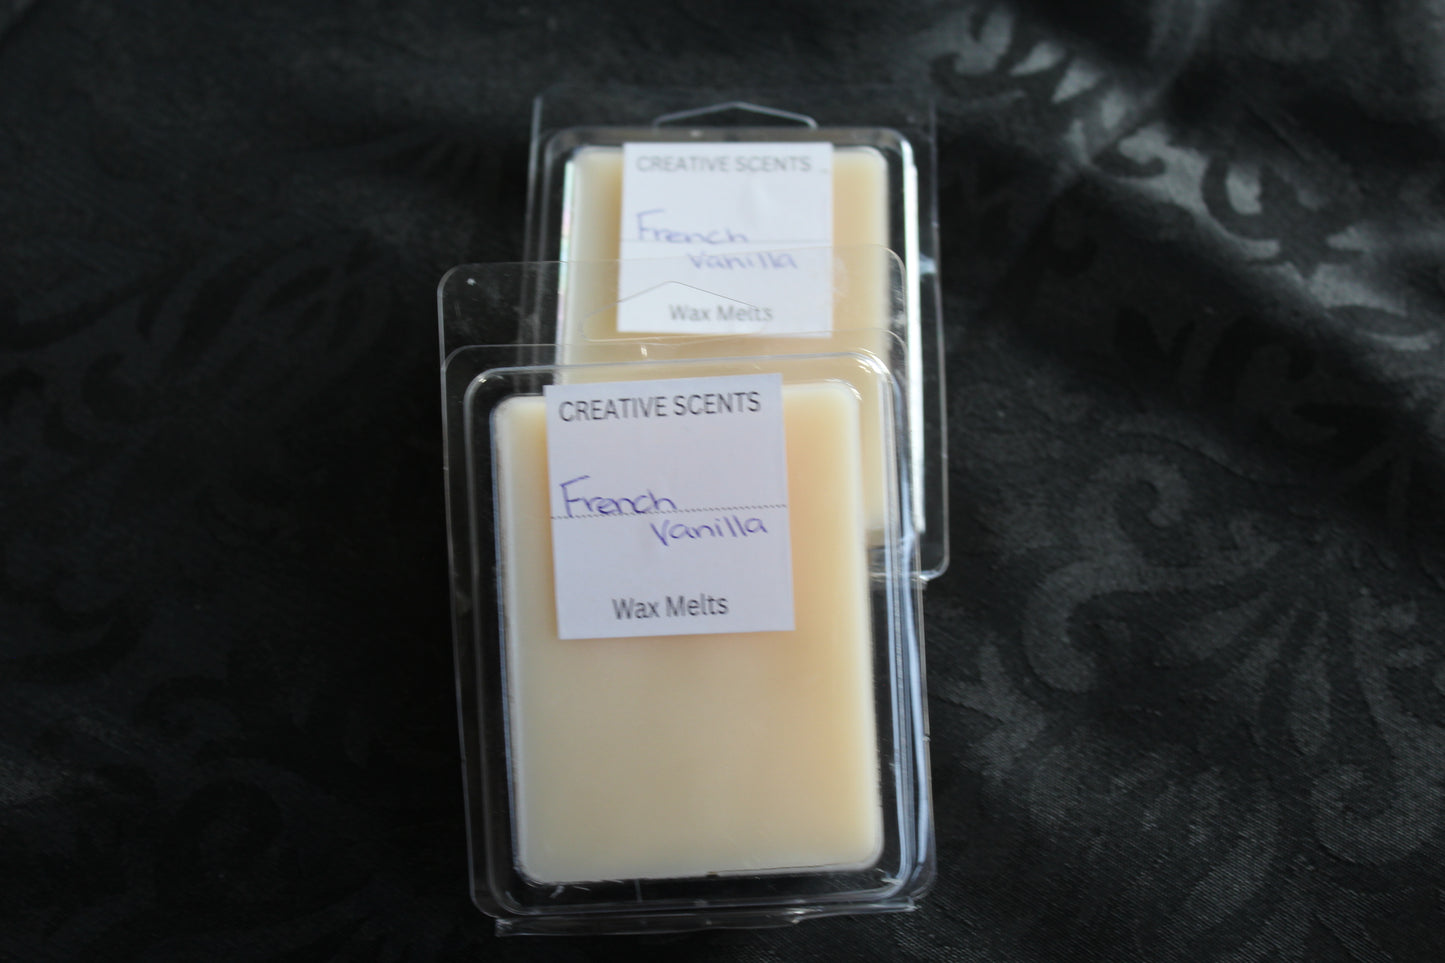 CREATIVE SCENTS
French
Vanilla
Wax Melts
CREATIVE SCENTS
French
Vanilla
Wax Melts